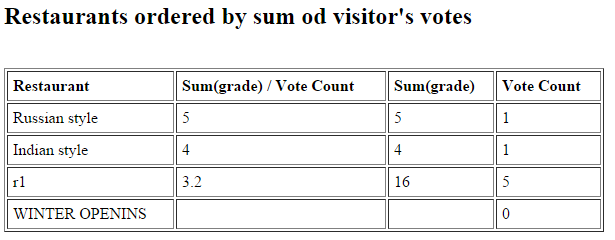 Restaurants ordered by sum od visitor's votes
Restaurant Sum(grade) / Vote Count Sum(grade) Vote Count
Russian style 5 5 1
Indian style 4 4 1
r1 3.2 16 5
WINTER OPENINS 0